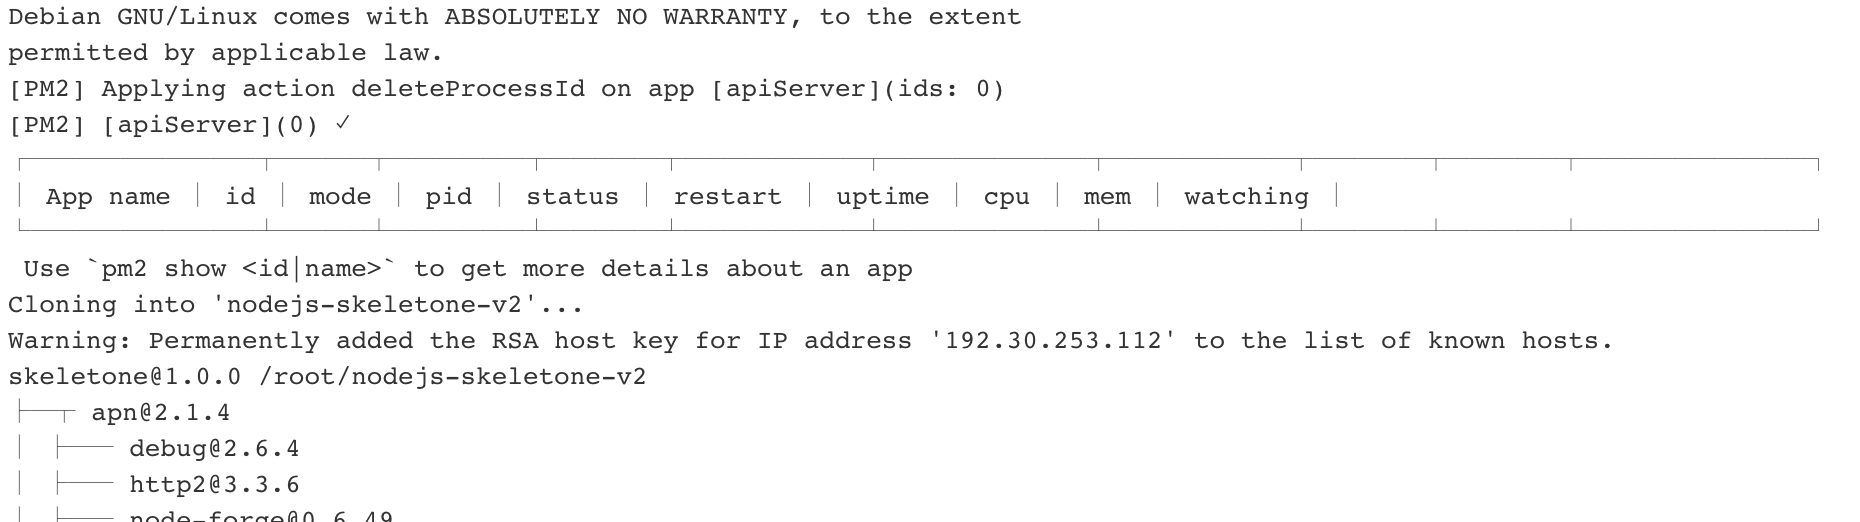 Debian GNU/Linux comes with ABSOLUTELY NO WARRANTY, to the extent
permitted by applicable law.
[PM2] Applying action deleteProcessId on app [apiServer](ids: 0)
[PM2] [apiServer](0) ✓
│ App name │ id │ mode │ pid │ status │ restart │ uptime │ cpu │ mem │ watching │
Use `pm2 show <id|name>` to get more details about an app
Cloning into 'nodejs-skeletone-v2'...
Warning: Permanently added the RSA host key for IP address '192.30.253.112' to the list of known hosts.
skeletone@1.0.0 /root/nodejs-skeletone-v2
├─┬ apn@2.1.4
│ ├── debug@2.6.4
│ ├── http2@3.3.6
│ ├── node-forge@0.6.49